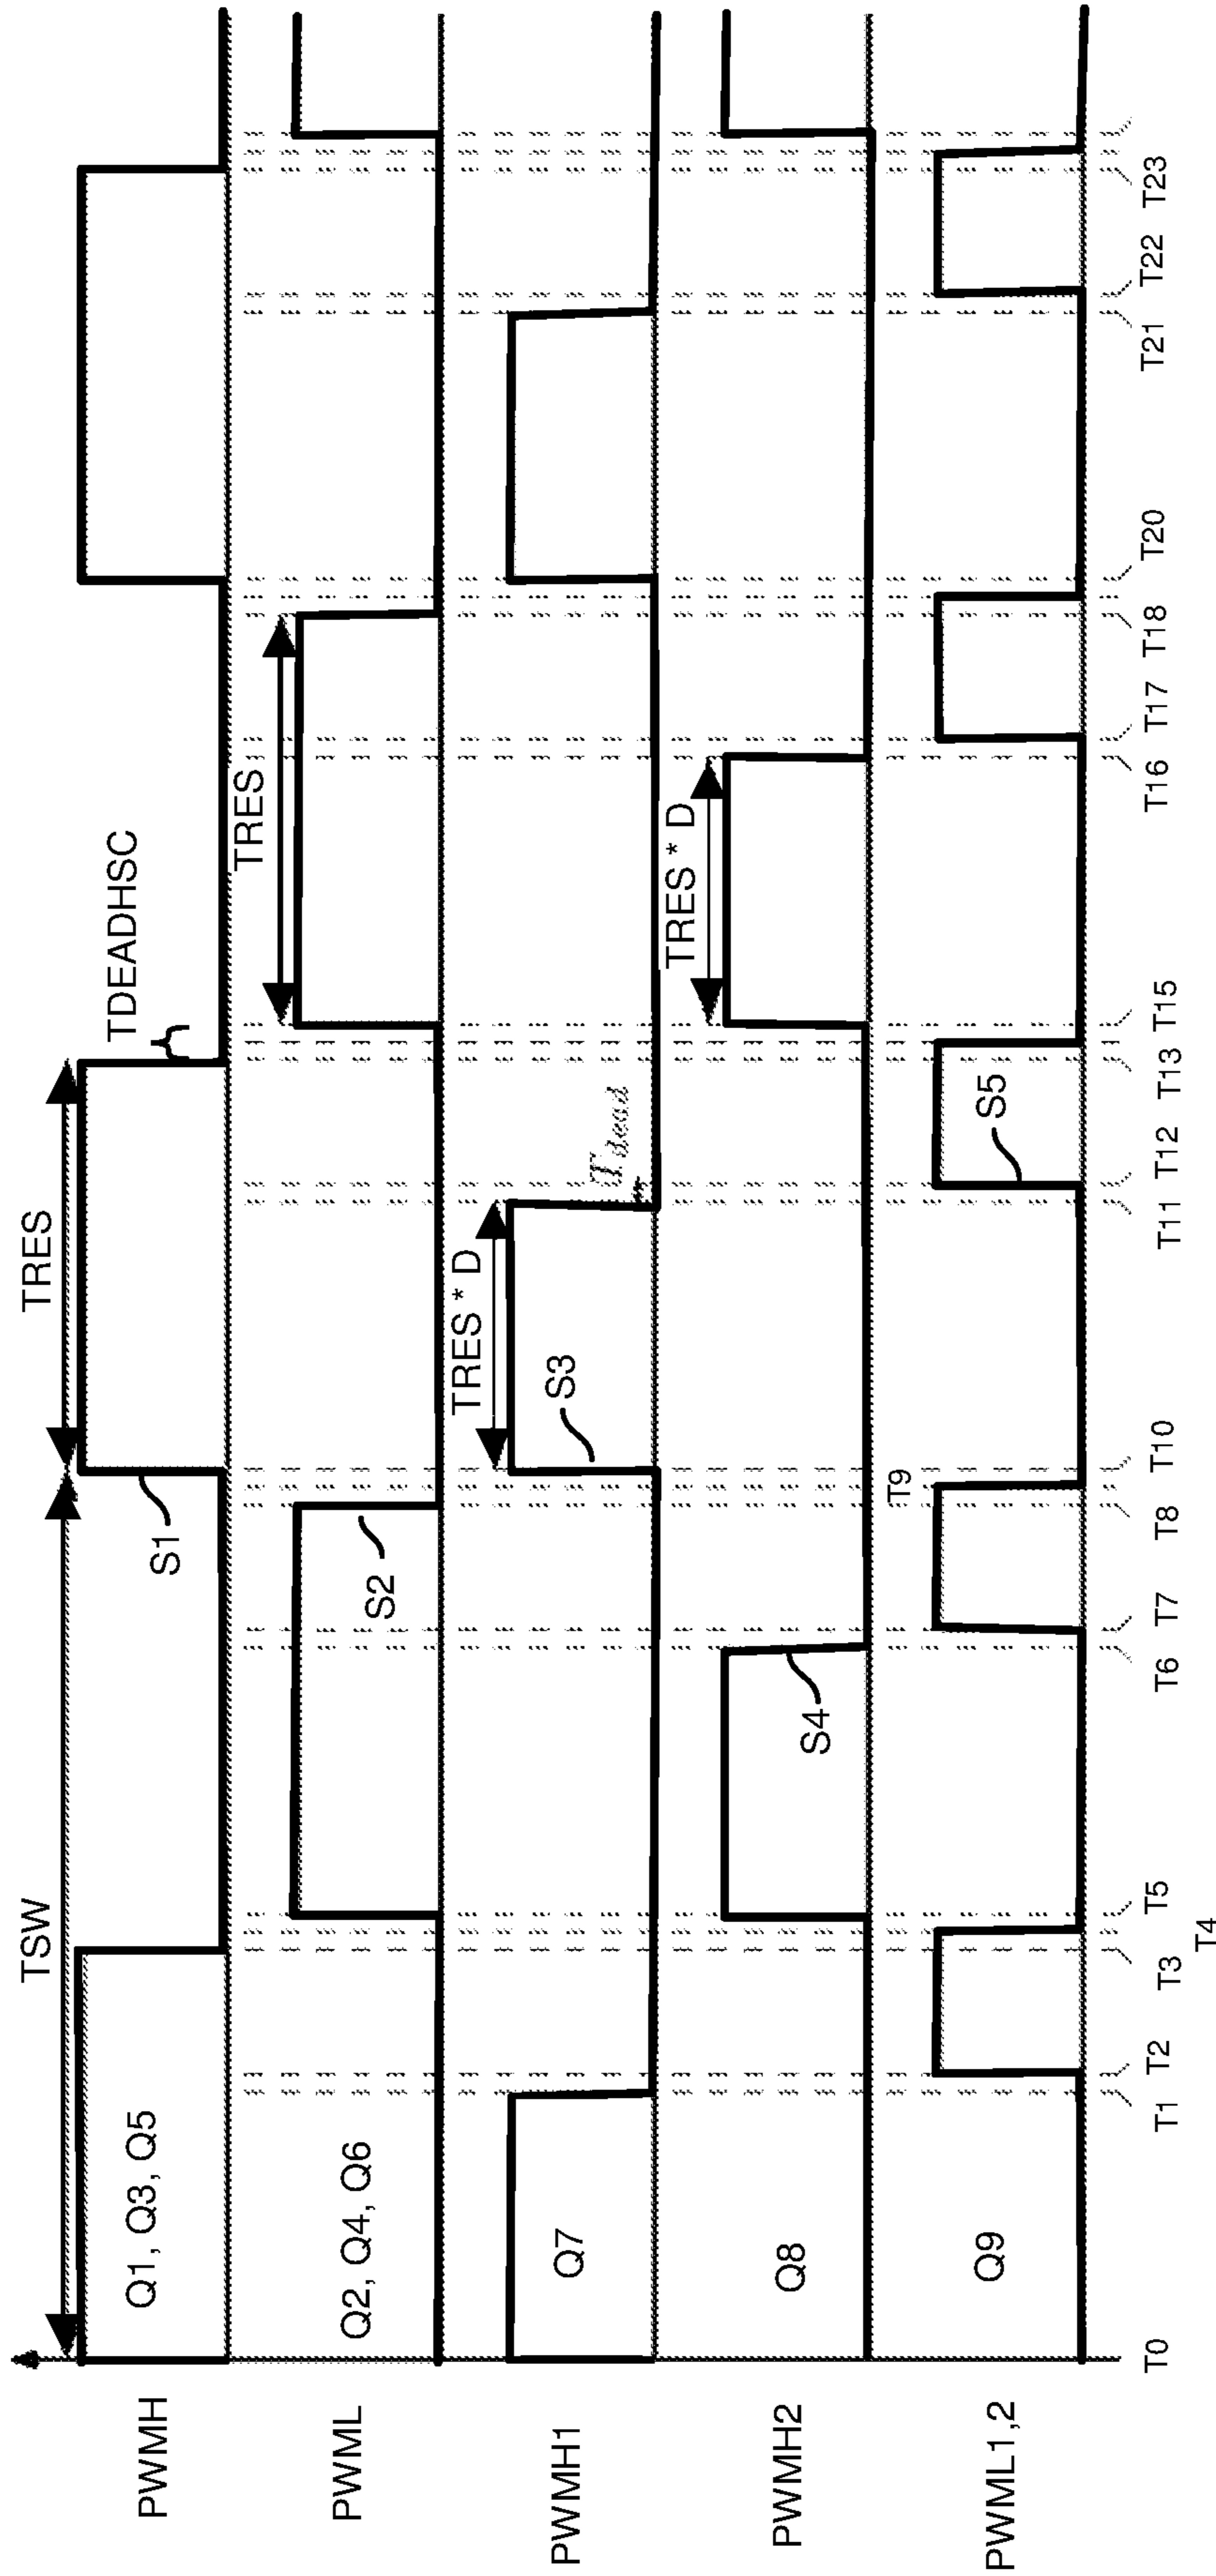 TSW
TRES
TDEADHSC
PWMH
Q1, Q3, Q5
S1
TRES
PWML
Q2, Q4, Q6
S2
TRES * D
PWMH1
Q7
S3
Tdead
TRES * D
PWMH2
Q8
S4
T9
PWML1,2
Q9
S5
T0
T1
T2
T3
T4
T5
T6
T7
T8
T10
T11
T12
T13
T15
T16
T17
T18
T20
T21
T22
T23